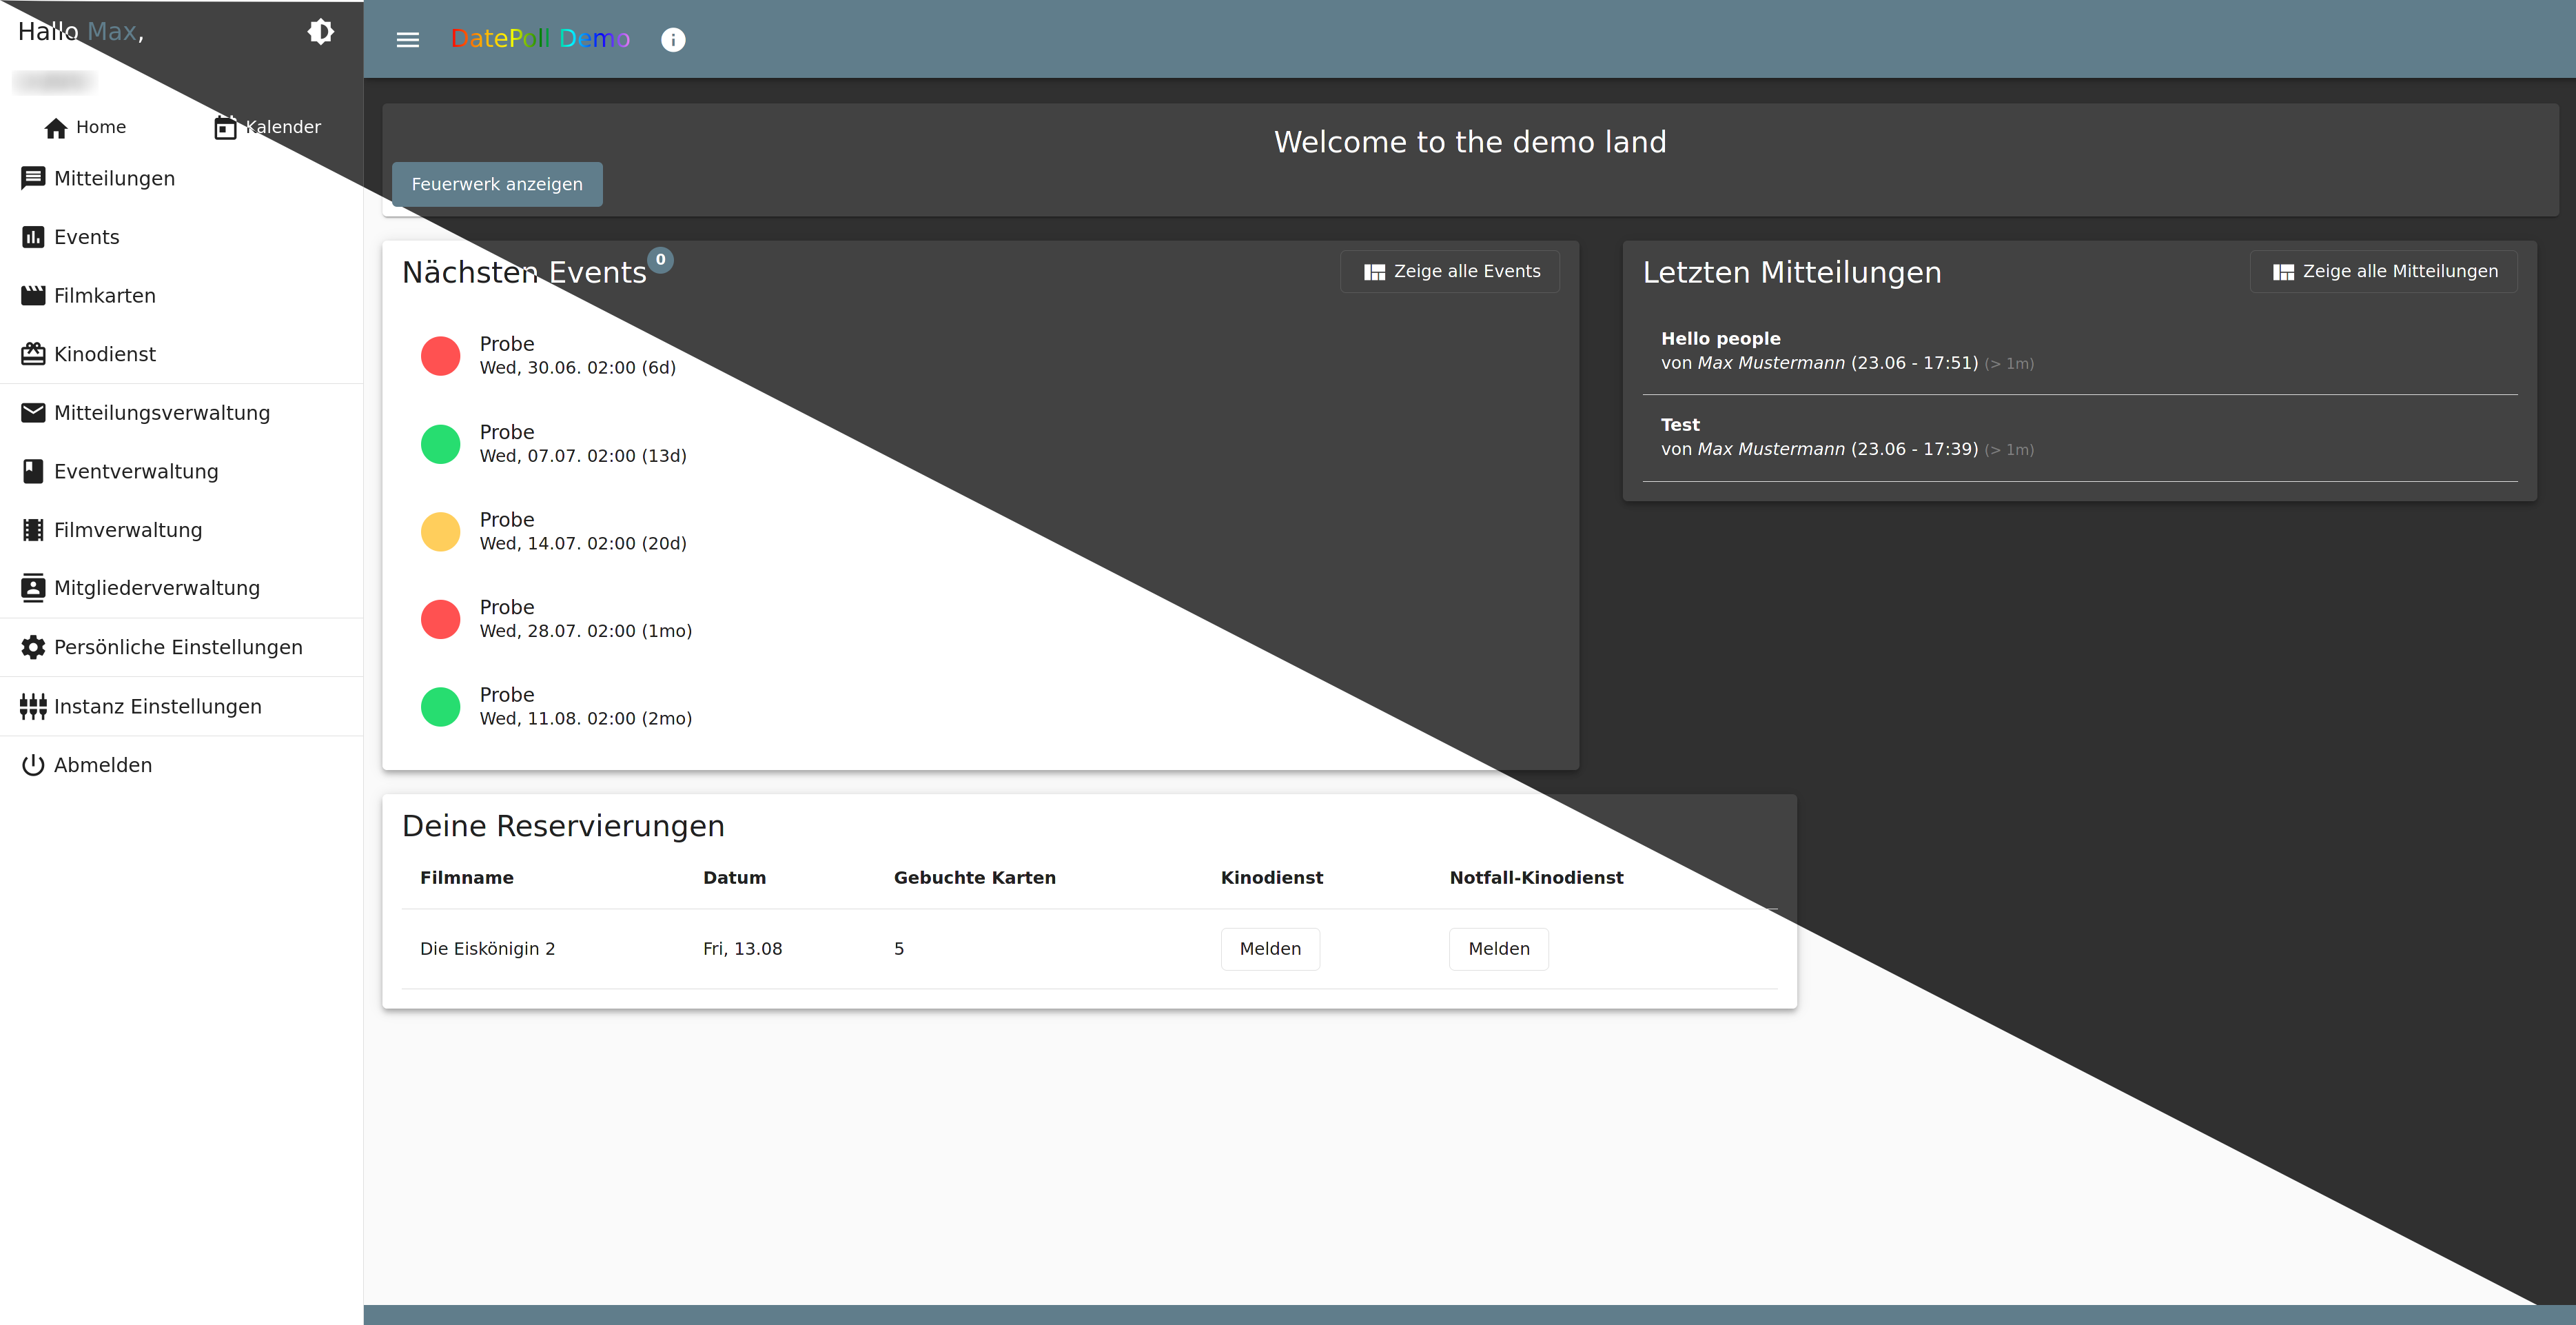 Hallo Max,
Home
Kalender
Mitteilungen
Events
Filmkarten
Kinodienst
Mitteilungsverwaltung
Eventverwaltung
Filmverwaltung
Mitgliederverwaltung
Persönliche Einstellungen
Instanz Einstellungen
Abmelden
DatePoll Demo
Welcome to the demo land
Feuerwerk anzeigen
Nächsten Events 0
Zeige alle Events
Probe
Wed, 30.06. 02:00 (6d)
Probe
Wed, 07.07. 02:00 (13d)
Probe
Wed, 14.07. 02:00 (20d)
Probe
Wed, 28.07. 02:00 (1mo)
Probe
Wed, 11.08. 02:00 (2mo)
Letzten Mitteilungen
Zeige alle Mitteilungen
Hello people
von Max Mustermann (23.06 - 17:51) (> 1m)
Test
von Max Mustermann (23.06 - 17:39) (> 1m)
Deine Reservierungen
Filmname Datum Gebuchte Karten Kinodienst Notfall-Kinodienst
Die Eiskönigin 2 Fri, 13.08 5 Melden Melden